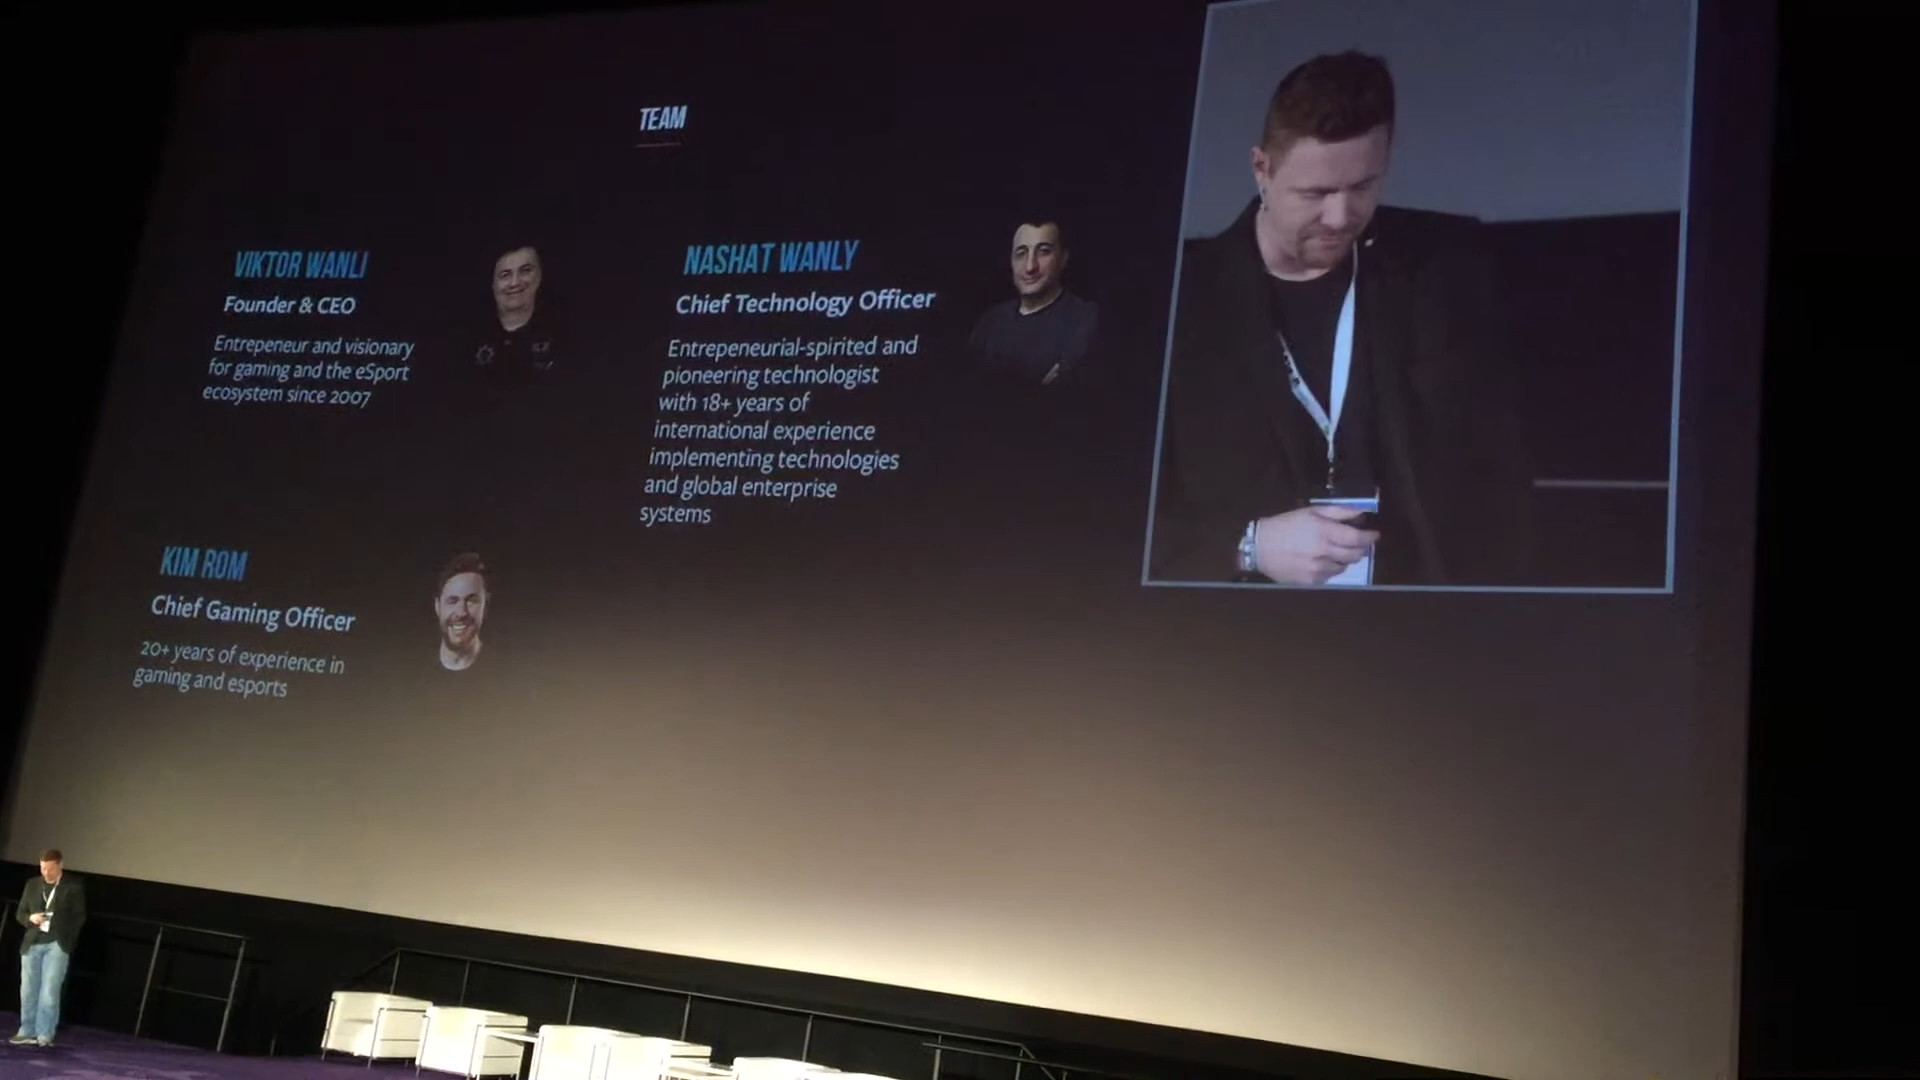 TEAM
VIKTOR WANLI
Founder & CEO
Entrepeneur and visionary
for gaming and the eSport
ecosystem since 2007
NASHAT WANLY
Chief Technology Officer
Entrepeneurial-spirited and
pioneering technologist
with 18+ years of
international experience
implementing technologies
and global enterprise
systems
KIM ROM
Chief Gaming Officer
20+ years of experience in
gaming and esports